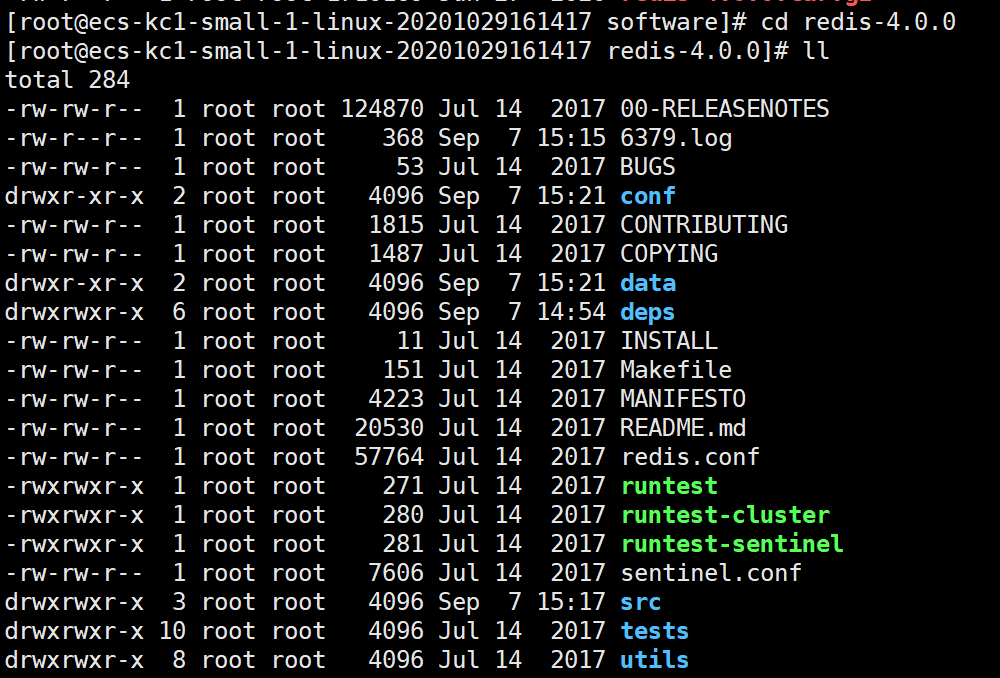 [root@ecs-kc1-small-1-linux-20201029161417 software]# cd redis-4.0.0
[root@ecs-kc1-small-1-linux-20201029161417 redis-4.0.0]# ll
total 284
-rw-rw-r--  1 root root 124870 Jul 14  2017 00-RELEASENOTES
-rw-r--r--  1 root root    368 Sep  7 15:15 6379.log
-rw-rw-r--  1 root root     53 Jul 14  2017 BUGS
drwxr-xr-x  2 root root   4096 Sep  7 15:21 conf
-rw-rw-r--  1 root root   1815 Jul 14  2017 CONTRIBUTING
-rw-rw-r--  1 root root   1487 Jul 14  2017 COPYING
drwxr-xr-x  2 root root   4096 Sep  7 15:21 data
drwxrwxr-x  6 root root   4096 Sep  7 14:54 deps
-rw-rw-r--  1 root root     11 Jul 14  2017 INSTALL
-rw-rw-r--  1 root root    151 Jul 14  2017 Makefile
-rw-rw-r--  1 root root   4223 Jul 14  2017 MANIFESTO
-rw-rw-r--  1 root root  20530 Jul 14  2017 README.md
-rw-rw-r--  1 root root  57764 Jul 14  2017 redis.conf
-rwxrwxr-x  1 root root    271 Jul 14  2017 runtest
-rwxrwxr-x  1 root root    280 Jul 14  2017 runtest-cluster
-rwxrwxr-x  1 root root    281 Jul 14  2017 runtest-sentinel
-rw-rw-r--  1 root root   7606 Jul 14  2017 sentinel.conf
drwxrwxr-x  3 root root   4096 Sep  7 15:17 src
drwxrwxr-x 10 root root   4096 Jul 14  2017 tests
drwxrwxr-x  8 root root   4096 Jul 14  2017 utils